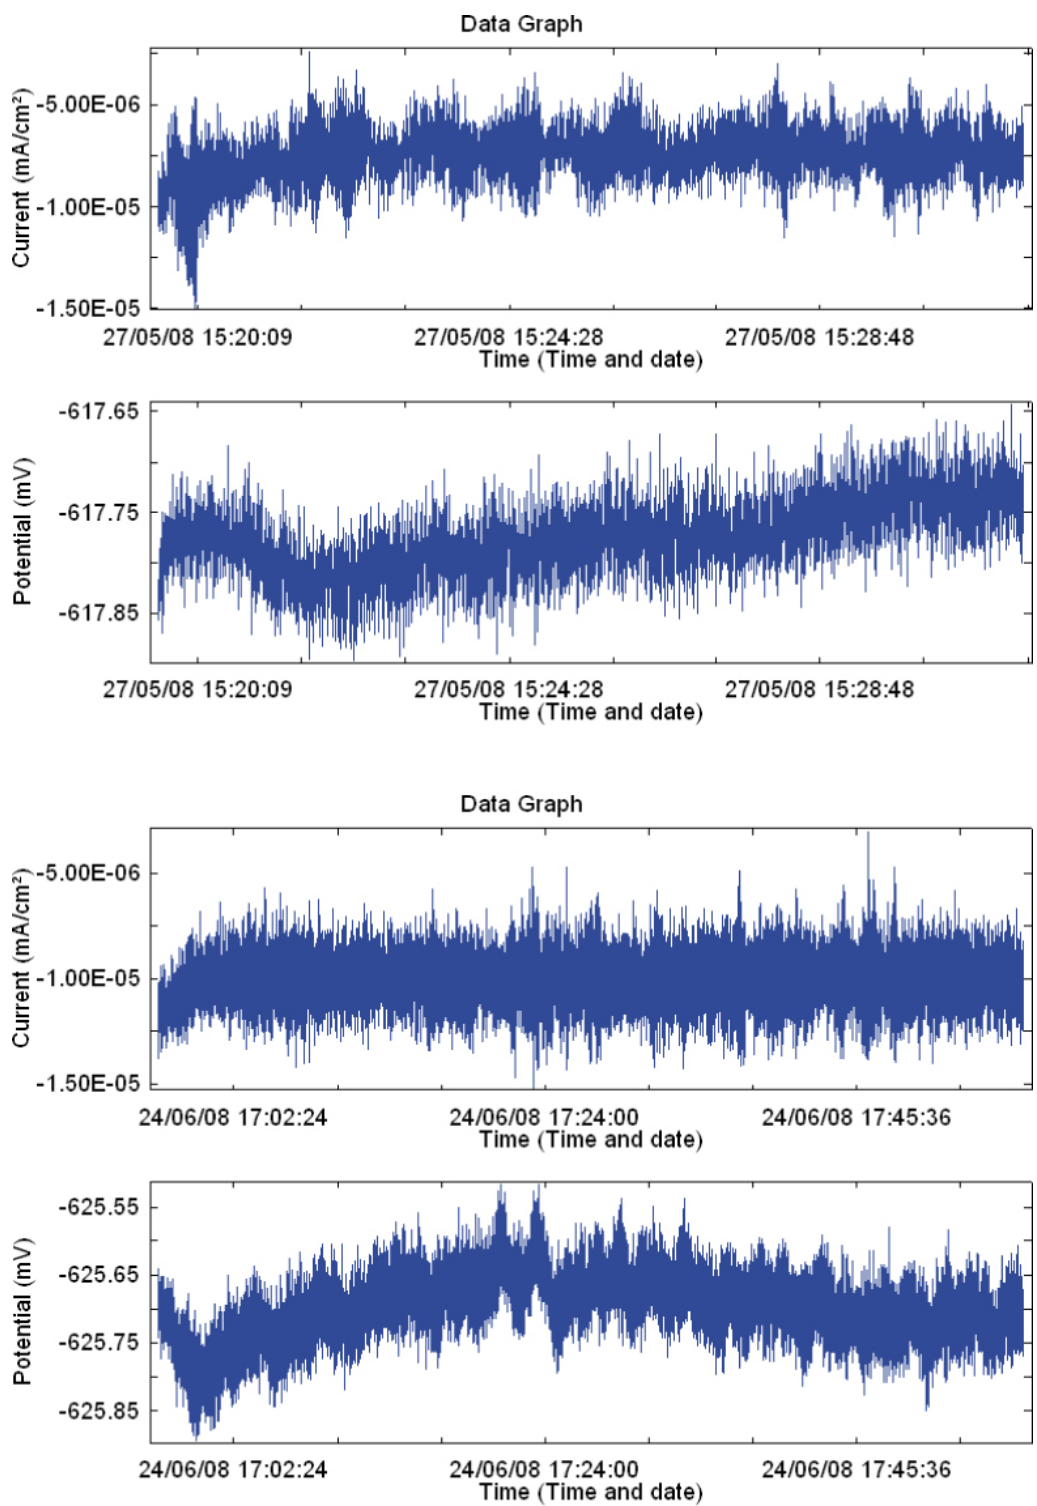 Data Graph
Current (mA/cm²)
-5.00E-06
-1.00E-05
-1.50E-05
27/05/08 15:20:09 27/05/08 15:24:28 27/05/08 15:28:48
Time (Time and date)
Potential (mV)
-617.65
-617.75
-617.85
27/05/08 15:20:09 27/05/08 15:24:28 27/05/08 15:28:48
Time (Time and date)
Data Graph
Current (mA/cm²)
-5.00E-06
-1.00E-05
-1.50E-05
24/06/08 17:02:24 24/06/08 17:24:00 24/06/08 17:45:36
Time (Time and date)
Potential (mV)
-625.55
-625.65
-625.75
-625.85
24/06/08 17:02:24 24/06/08 17:24:00 24/06/08 17:45:36
Time (Time and date)